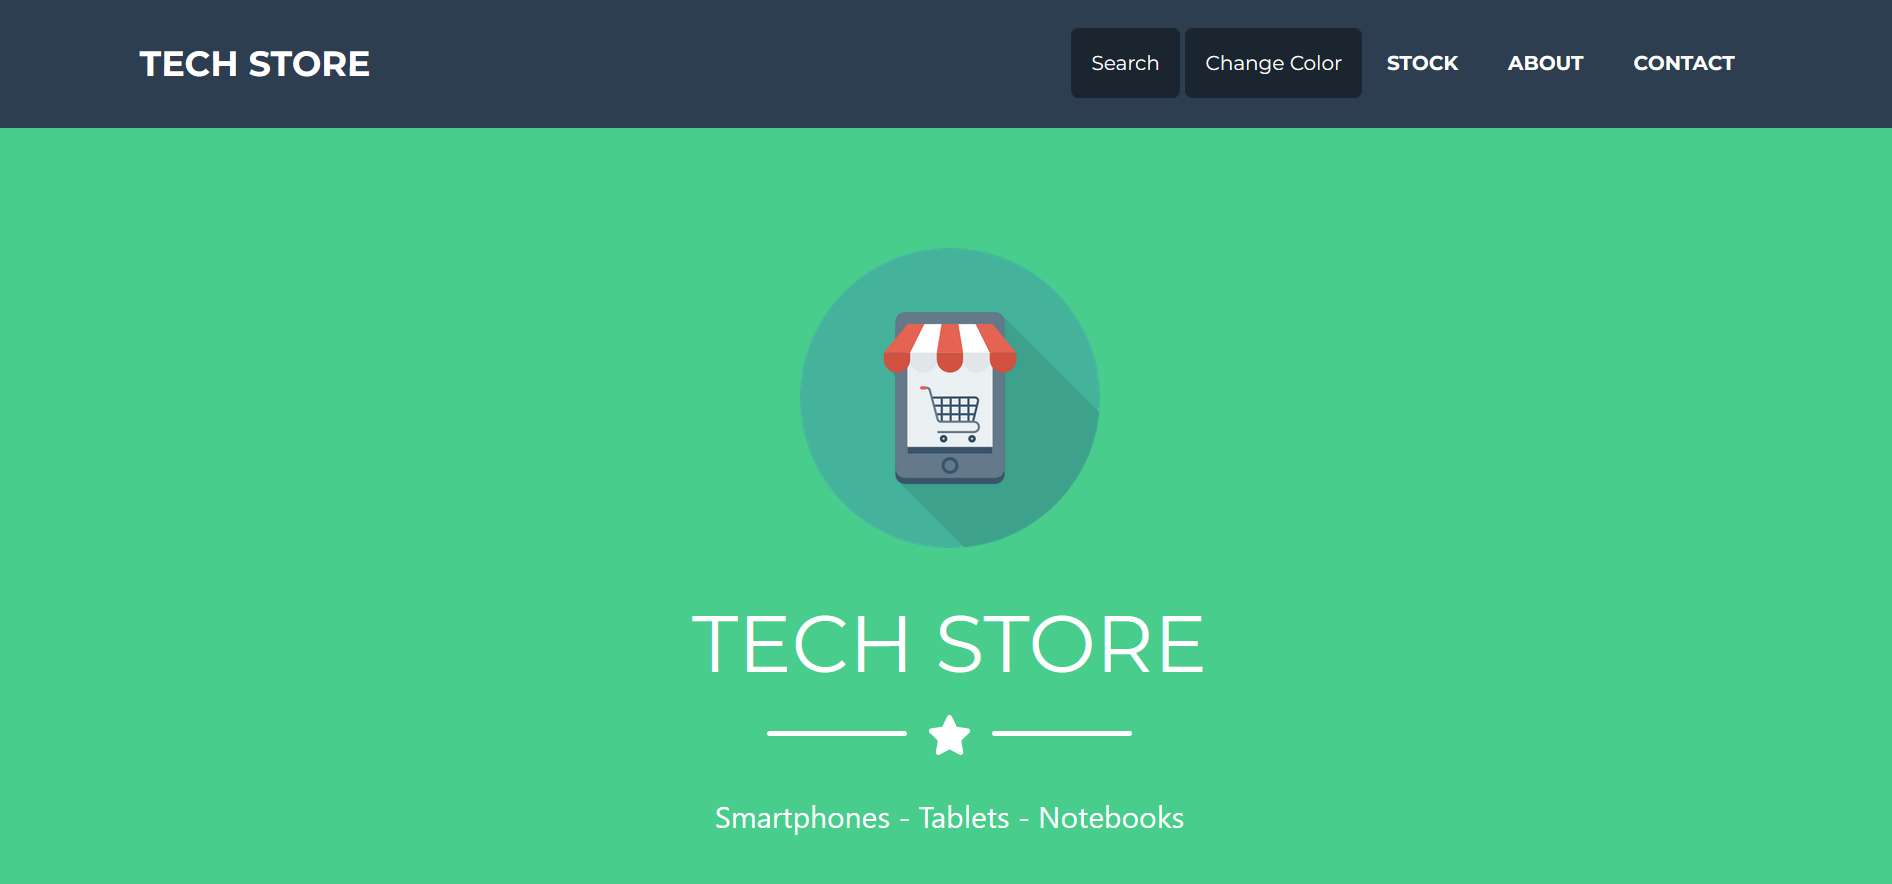 TECH STORE
Search Change Color STOCK ABOUT CONTACT
TECH STORE
Smartphones - Tablets - Notebooks